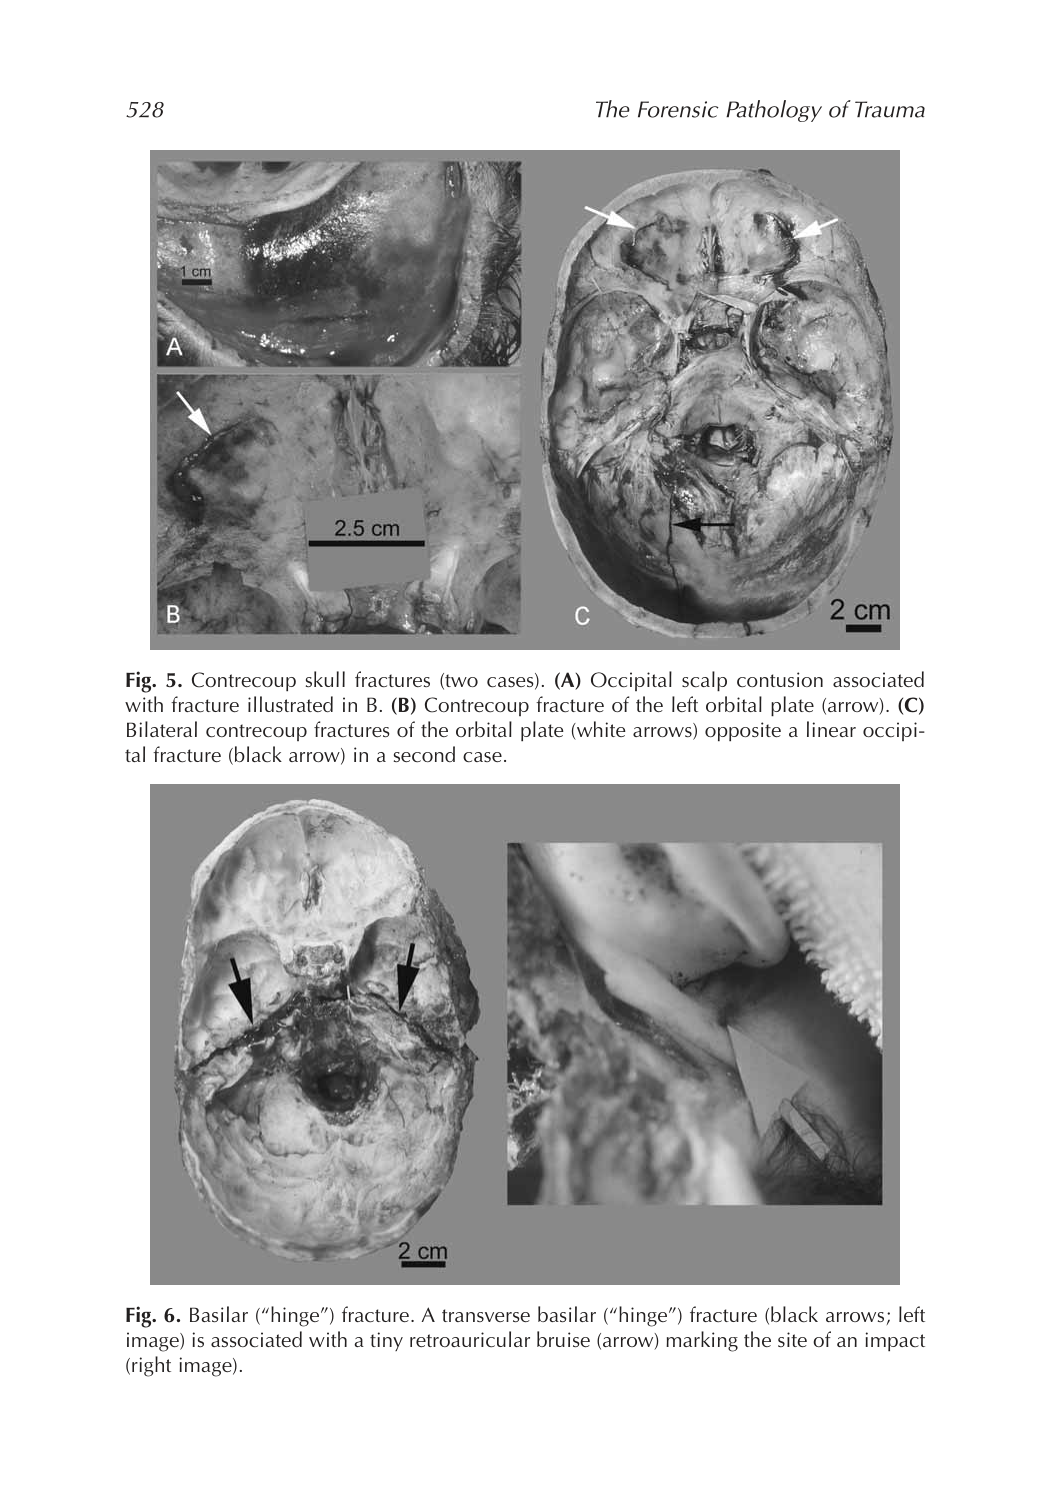 528 The Forensic Pathology of Trauma
1 cm
A
2.5 cm
B
C
2 cm
Fig. 5. Contrecoup skull fractures (two cases). (A) Occipital scalp contusion associated
with fracture illustrated in B. (B) Contrecoup fracture of the left orbital plate (arrow). (C)
Bilateral contrecoup fractures of the orbital plate (white arrows) opposite a linear occipi-
tal fracture (black arrow) in a second case.
2 cm
Fig. 6. Basilar (“hinge”) fracture. A transverse basilar (“hinge”) fracture (black arrows; left
image) is associated with a tiny retroauricular bruise (arrow) marking the site of an impact
(right image).